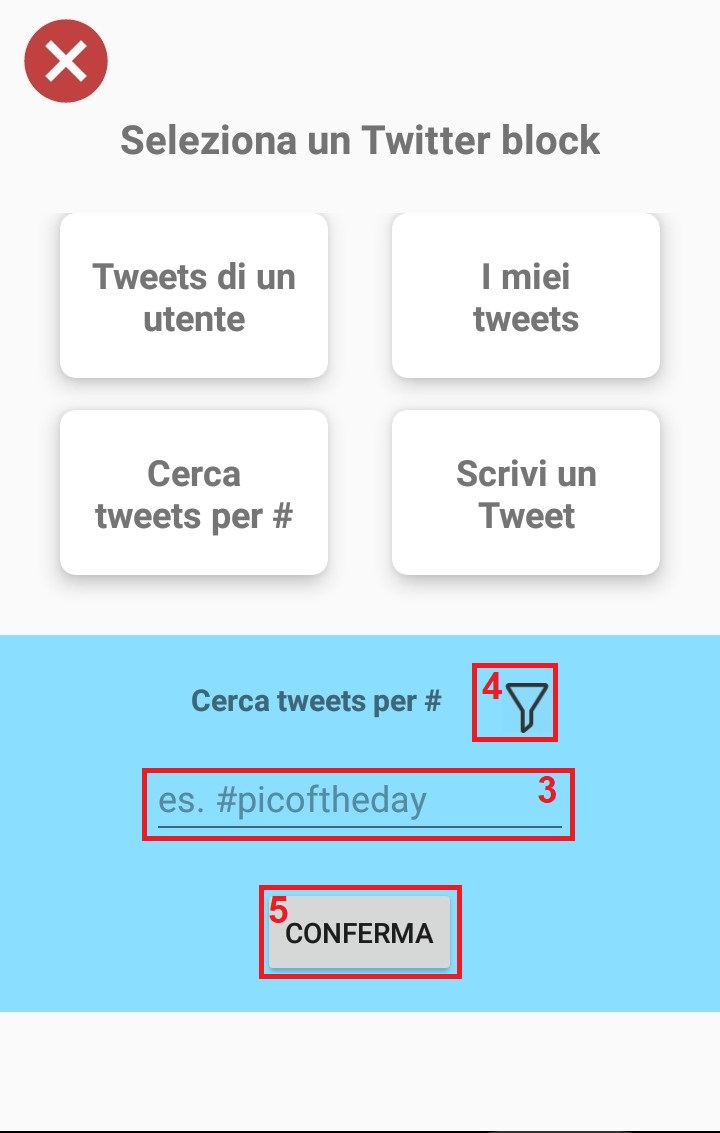 Seleziona un Twitter block
Tweets di un
utente
I miei
tweets
Cerca
tweets per #
Scrivi un
Tweet
Cerca tweets per #
4
es. #picoftheday
3
5
CONFERMA